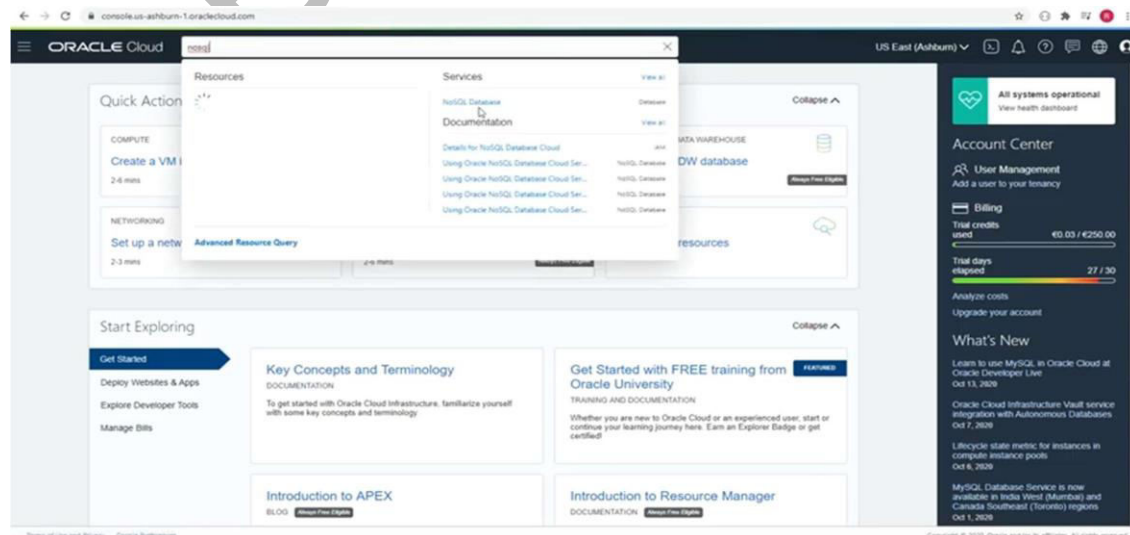 console.us-ashburn-1.oraclecloud.com
ORACLE Cloud
nosql
US East (Ashburn)
Resources
Services
View all
NoSQL Database
Database
Documentation
View all
Details for NoSQL Database Cloud
IAM
Using Oracle NoSQL Database Cloud Ser...
NoSQL Database
Using Oracle NoSQL Database Cloud Ser...
NoSQL Database
Using Oracle NoSQL Database Cloud Ser...
NoSQL Database
Using Oracle NoSQL Database Cloud Ser...
NoSQL Database
Advanced Resource Query
Quick Action
Collapse
COMPUTE
Create a VM i
2-6 mins
DATA WAREHOUSE
DW database
Always Free Eligible
NETWORKING
Set up a netw
2-3 mins
2-6 mins
Always Free Eligible
resources
Start Exploring
Collapse
Get Started
Deploy Websites & Apps
Explore Developer Tools
Manage Bills
Key Concepts and Terminology
DOCUMENTATION
To get started with Oracle Cloud Infrastructure, familiarize yourself
with some key concepts and terminology
Get Started with FREE training from
Oracle University
FEATURED
TRAINING AND DOCUMENTATION
Whether you are new to Oracle Cloud or an experienced user, start or
continue your learning journey here. Earn an Explorer Badge or get
certified!
Introduction to APEX
BLOG Always Free Eligible
Introduction to Resource Manager
DOCUMENTATION Always Free Eligible
All systems operational
View health dashboard
Account Center
User Management
Add a user to your tenancy
Billing
Trial credits
used €0.03 / €250.00
Trial days
elapsed 27 / 30
Analyze costs
Upgrade your account
What's New
Learn to use MySQL in Oracle Cloud at
Oracle Developer Live
Oct 13, 2020
Oracle Cloud Infrastructure Vault service
integration with Autonomous Databases
Oct 7, 2020
Lifecycle state metric for instances in
compute instance pools
Oct 6, 2020
MySQL Database Service is now
available in India West (Mumbai) and
Canada Southeast (Toronto) regions
Oct 1, 2020